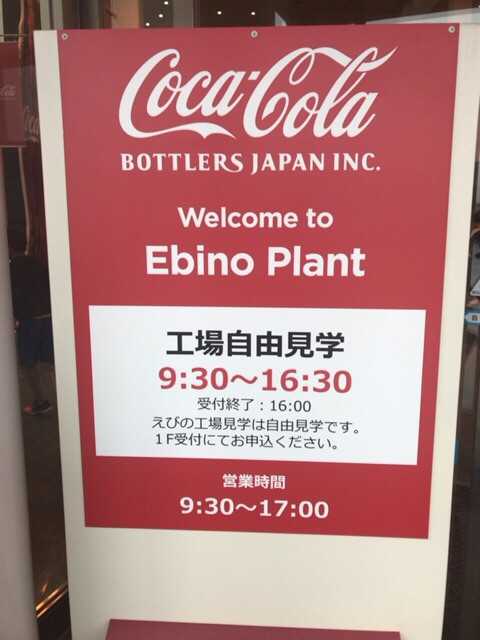 Coca-Cola
BOTTLERS JAPAN INC.
Welcome to
Ebino Plant
工場自由見学
9:30～16:30
受付終了：16:00
えびの工場見学は自由見学です。
１F受付にてお申込ください。
営業時間
9:30～17:00